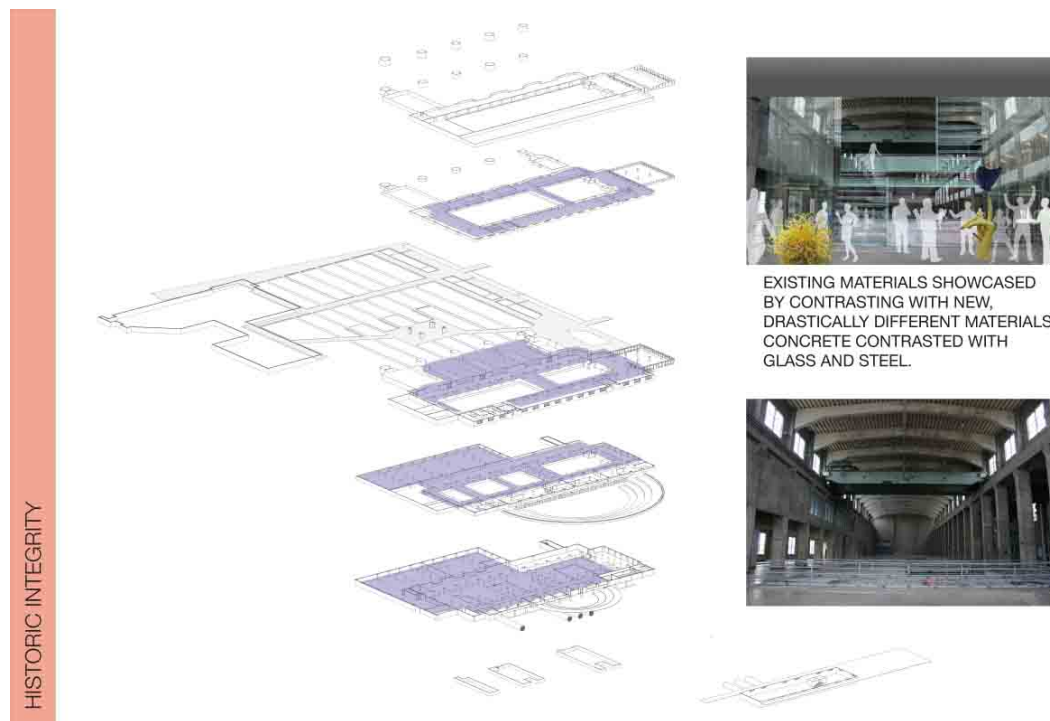 HISTORIC INTEGRITY
EXISTING MATERIALS SHOWCASED
BY CONTRASTING WITH NEW,
DRASTICALLY DIFFERENT MATERIALS
CONCRETE CONTRASTED WITH
GLASS AND STEEL.